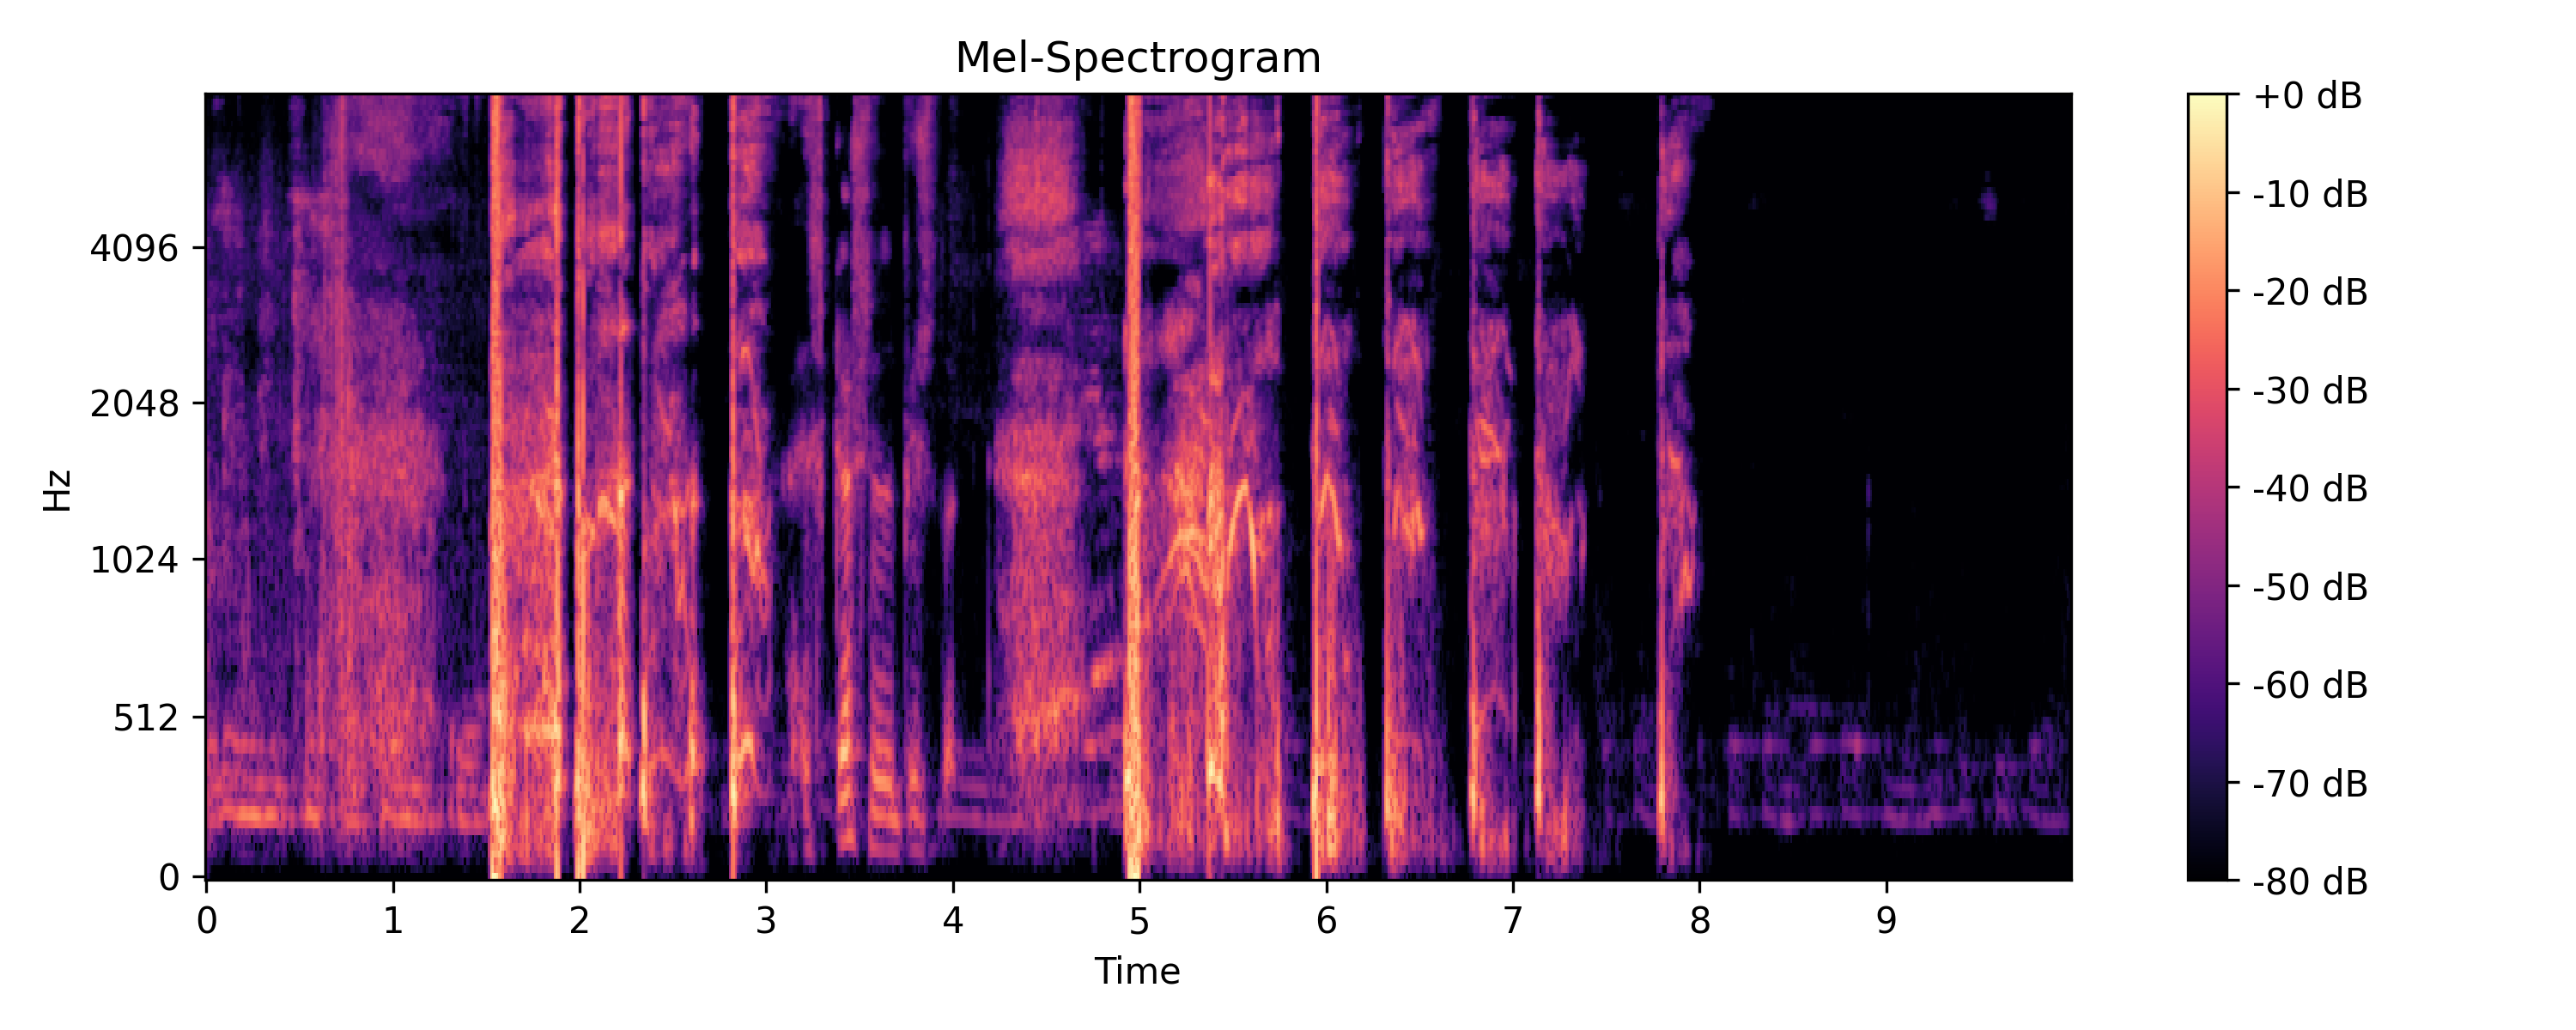 Mel-Spectrogram
Hz
4096
2048
1024
512
0
0 1 2 3 4 5 6 7 8 9
Time
+0 dB
-10 dB
-20 dB
-30 dB
-40 dB
-50 dB
-60 dB
-70 dB
-80 dB